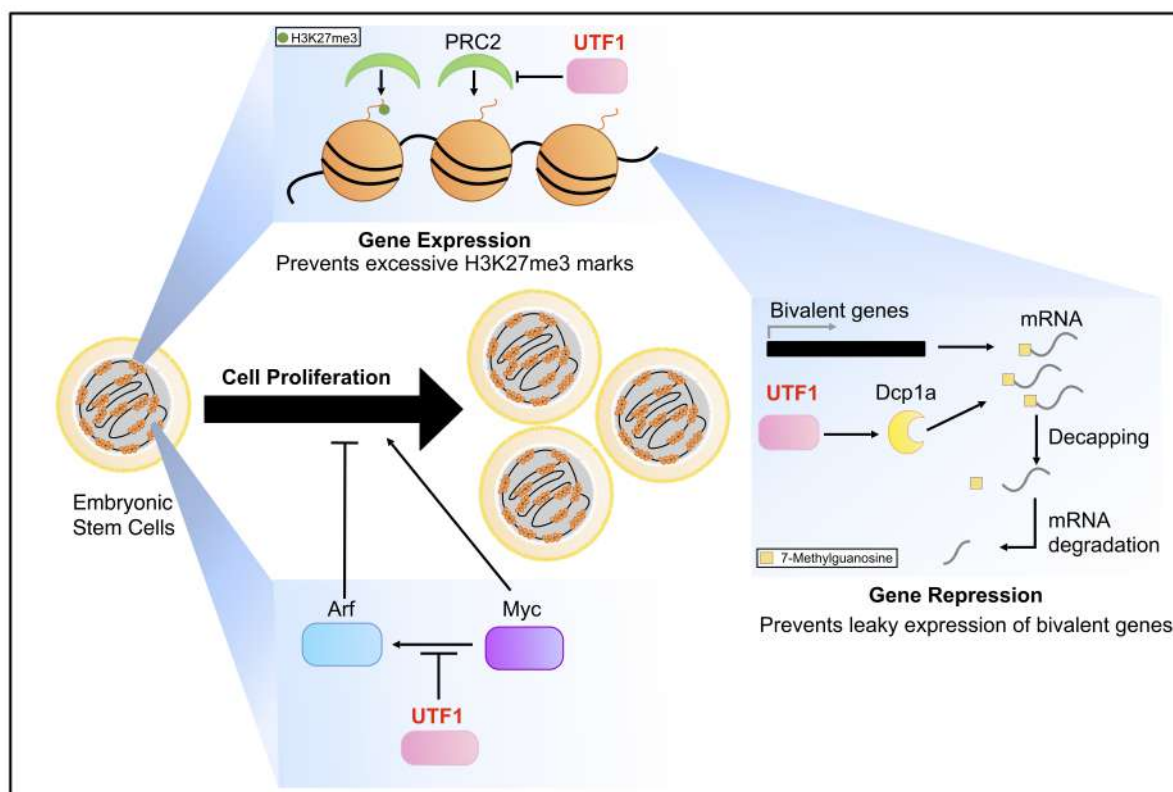 H3K27me3
PRC2
UTF1
Gene Expression
Prevents excessive H3K27me3 marks
Cell Proliferation
Embryonic
Stem Cells
Arf
Myc
UTF1
Bivalent genes
mRNA
UTF1
Dcp1a
Decapping
mRNA
degradation
7-Methylguanosine
Gene Repression
Prevents leaky expression of bivalent genes